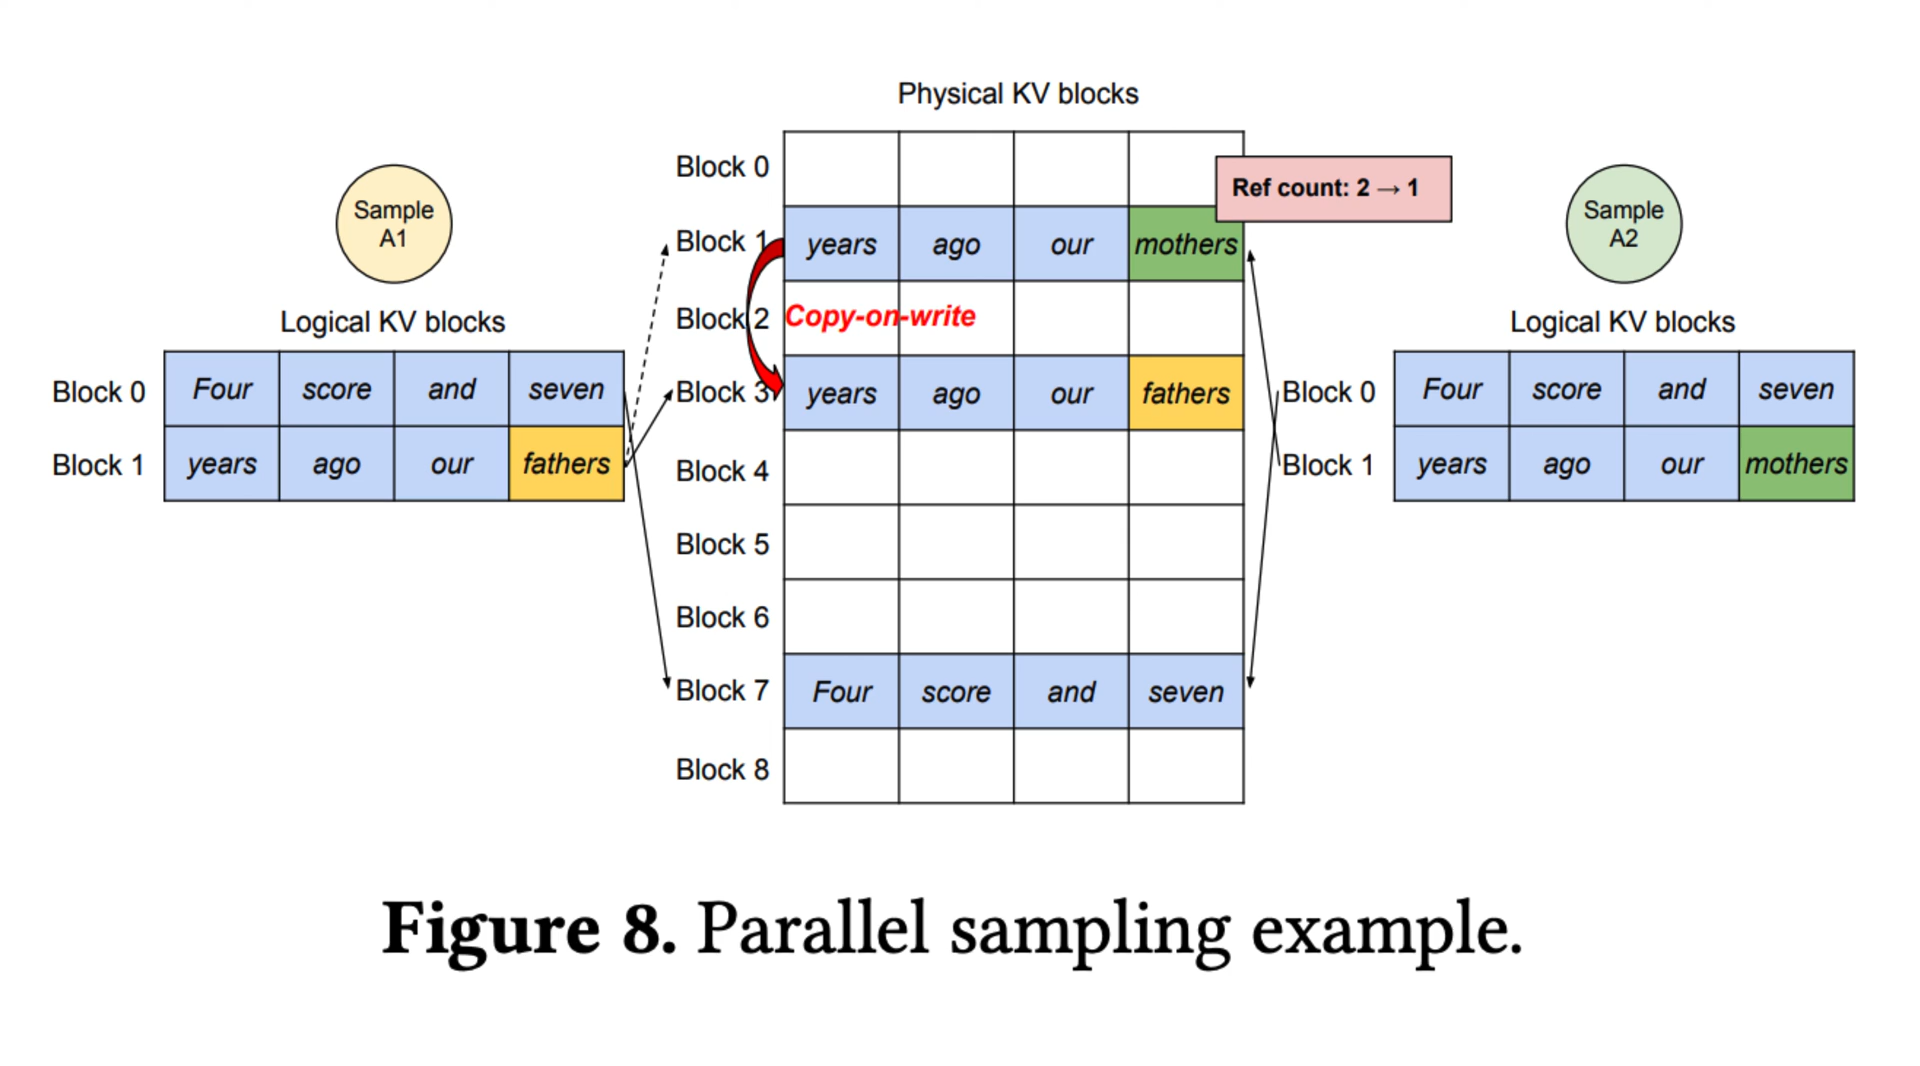 Physical KV blocks
Sample
A1
Logical KV blocks
Block 0 Four score and seven
Block 1 years ago our fathers
Block 0
Block 1 years ago our mothers
Ref count: 2 → 1
Block 2 Copy-on-write
Block 3 years ago our fathers
Block 4
Block 5
Block 6
Block 7 Four score and seven
Block 8
Sample
A2
Logical KV blocks
Block 0 Four score and seven
Block 1 years ago our mothers
Figure 8. Parallel sampling example.